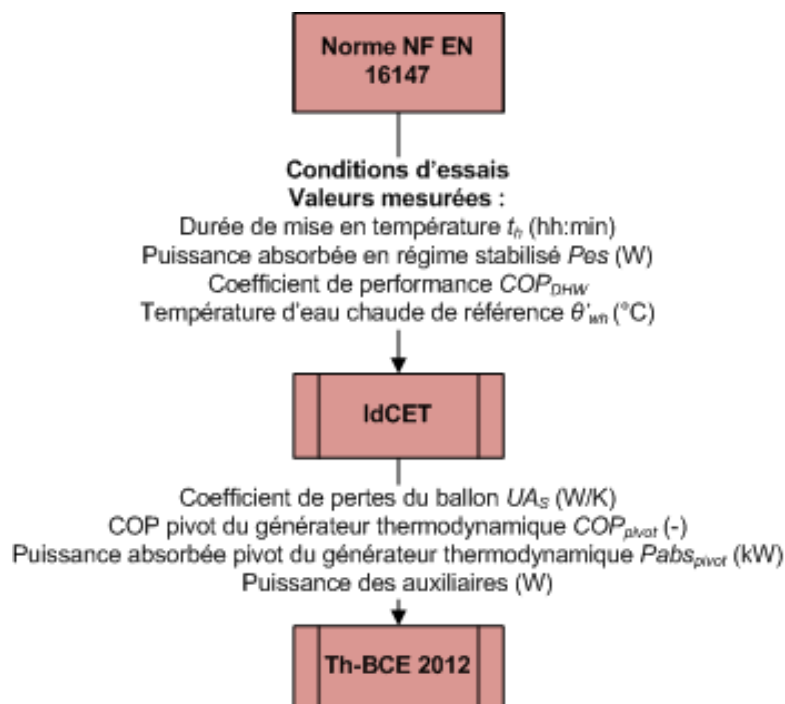 Norme NF EN
16147
Conditions d'essais
Valeurs mesurées :
Durée de mise en température t_h (hh:min)
Puissance absorbée en régime stabilisé Pes (W)
Coefficient de performance COP_DHW
Température d'eau chaude de référence θ'_wh (°C)
IdCET
Coefficient de pertes du ballon UA_S (W/K)
COP pivot du générateur thermodynamique COP_pivot (-)
Puissance absorbée pivot du générateur thermodynamique Pabs_pivot (kW)
Puissance des auxiliaires (W)
Th-BCE 2012